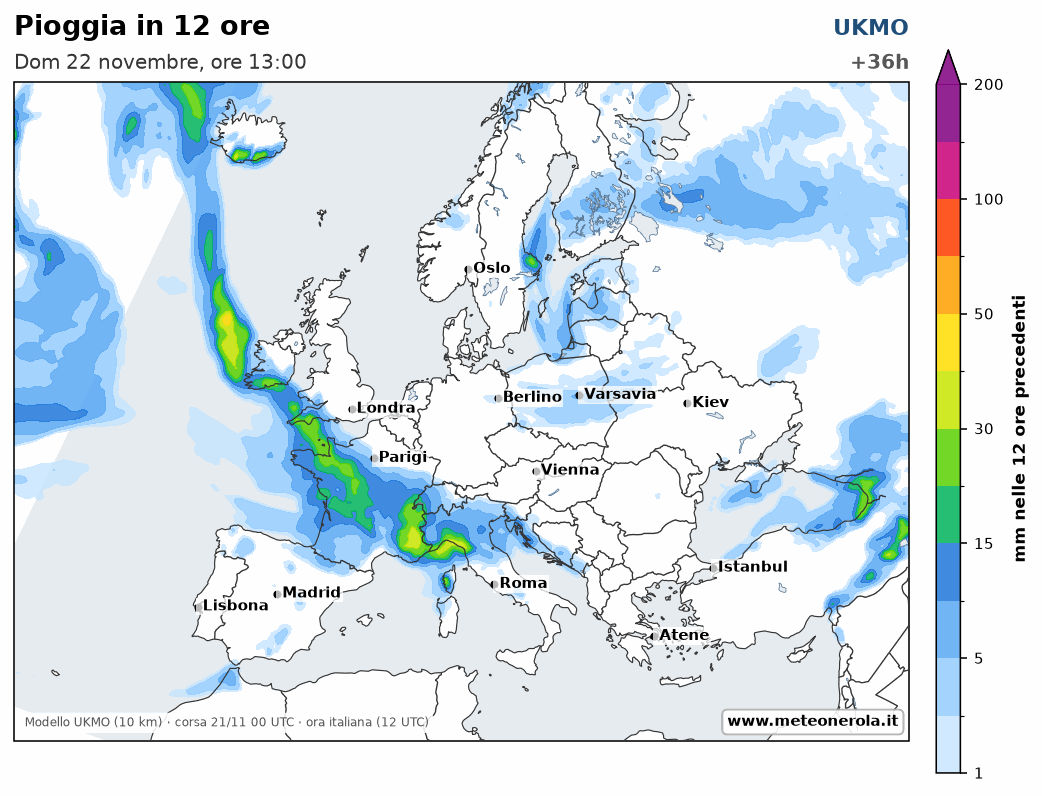 Pioggia in 12 ore
UKMO
Dom 22 novembre, ore 13:00
+36h
200
100
50
30
15
5
1
mm nelle 12 ore precedenti
Oslo
Londra
Berlino
Varsavia
Kiev
Parigi
Vienna
Istanbul
Roma
Madrid
Lisbona
Atene
Modello UKMO (10 km) · corsa 21/11 00 UTC · ora italiana (12 UTC)
www.meteonerola.it